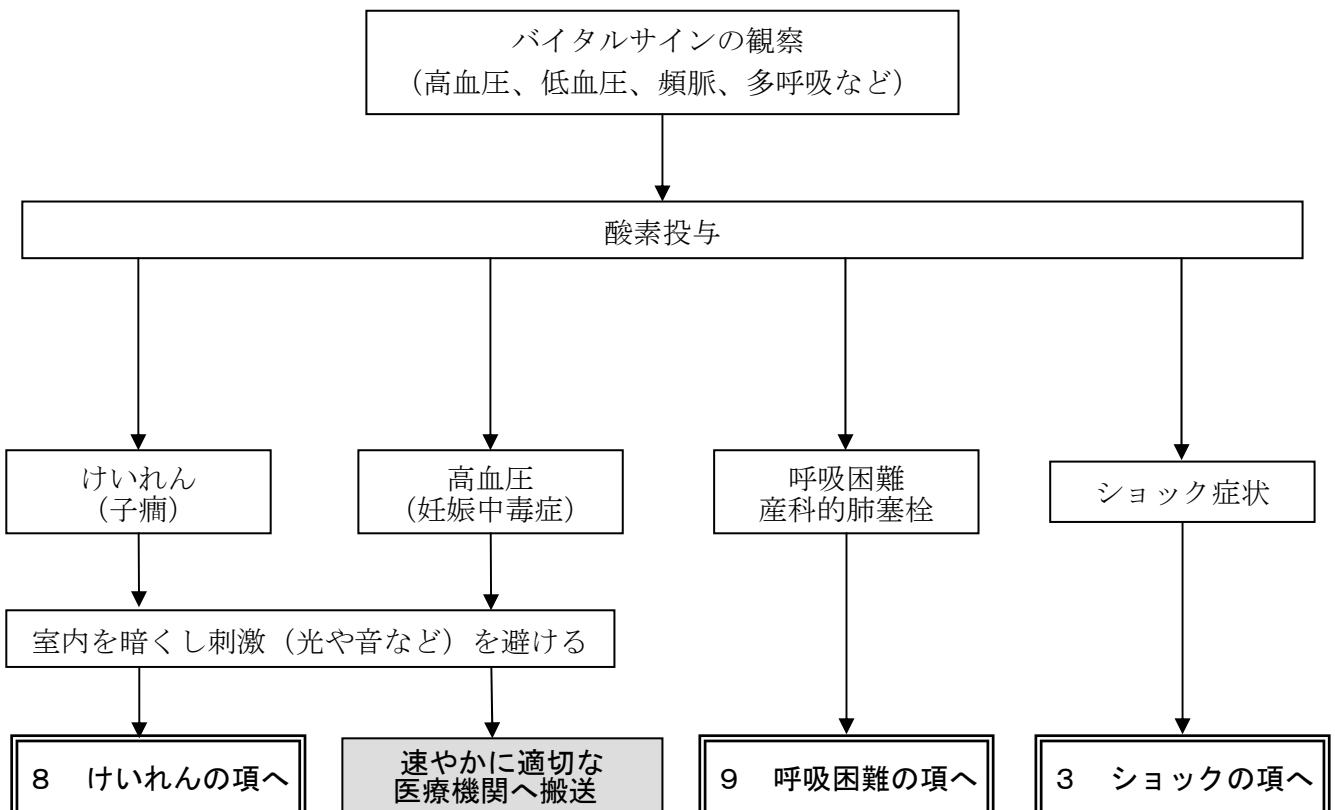 バイタルサインの観察
（高血圧、低血圧、頻脈、多呼吸など）
酸素投与
けいれん
（子癇）
高血圧
（妊娠中毒症）
呼吸困難
産科的肺塞栓
ショック症状
室内を暗くし刺激（光や音など）を避ける
８　けいれんの項へ
速やかに適切な
医療機関へ搬送
９　呼吸困難の項へ
３　ショックの項へ